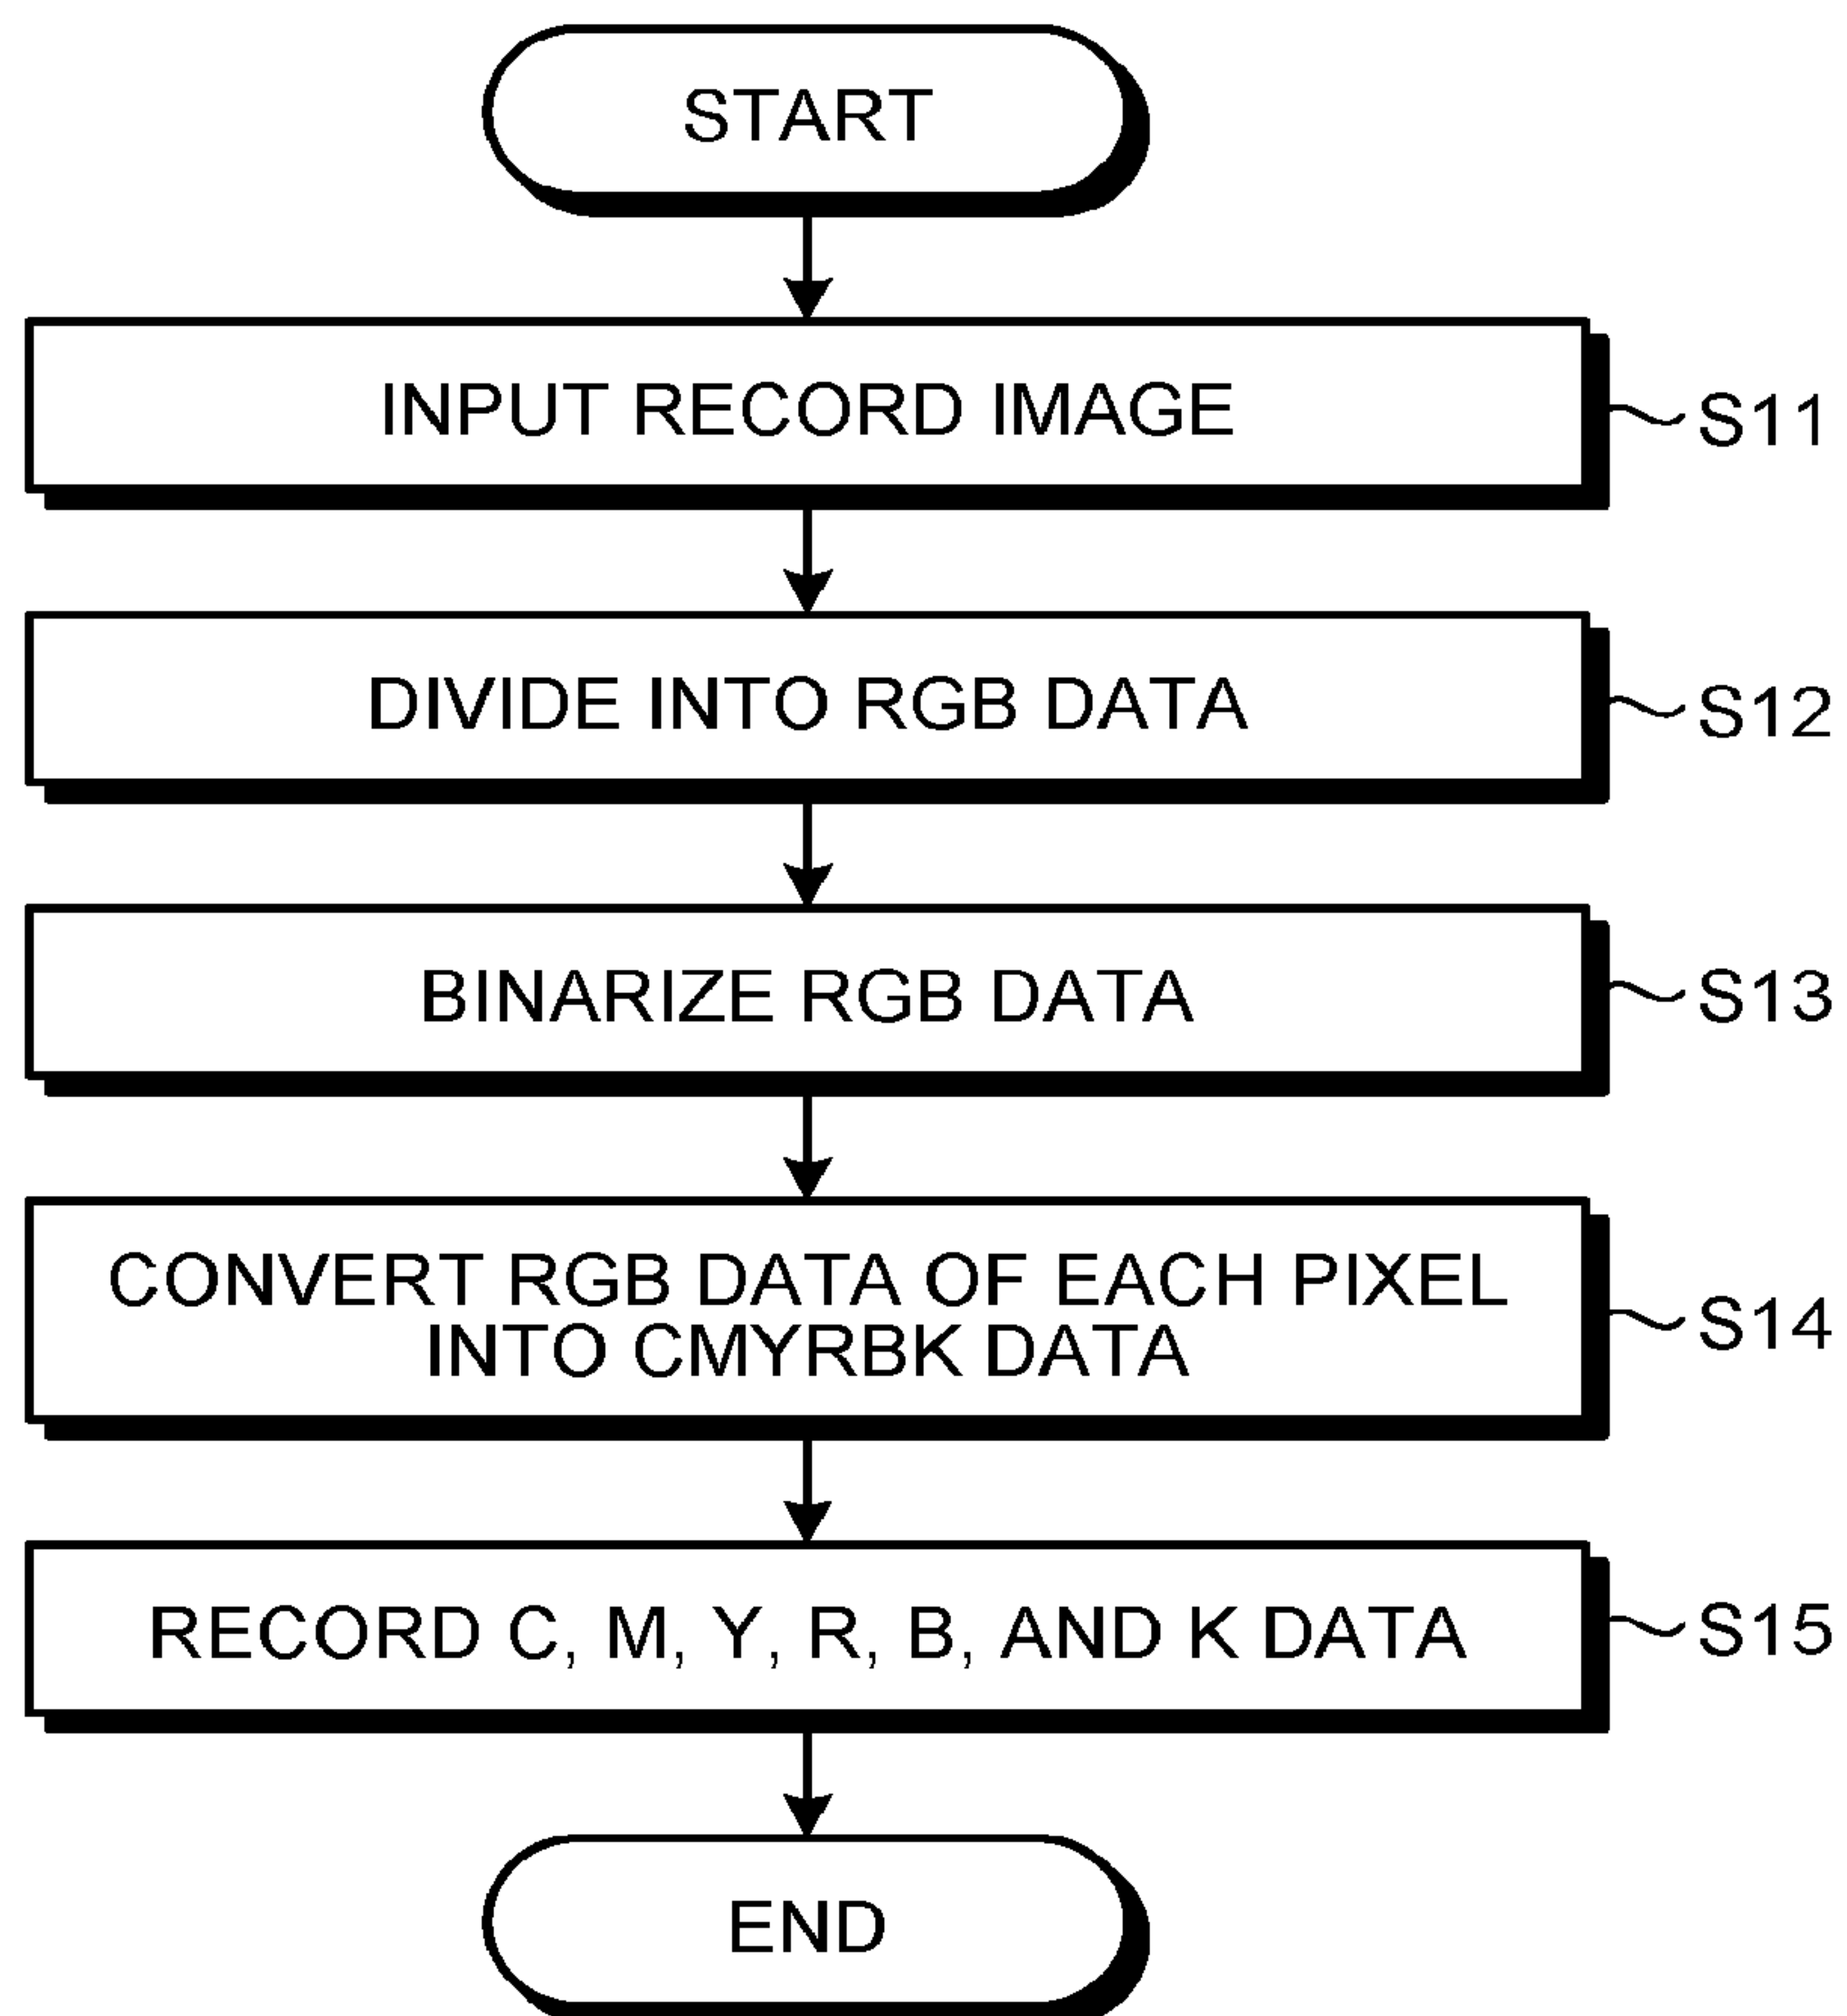 START
INPUT RECORD IMAGE
S11
DIVIDE INTO RGB DATA
S12
BINARIZE RGB DATA
S13
CONVERT RGB DATA OF EACH PIXEL
INTO CMYRBK DATA
S14
RECORD C, M, Y, R, B, AND K DATA
S15
END